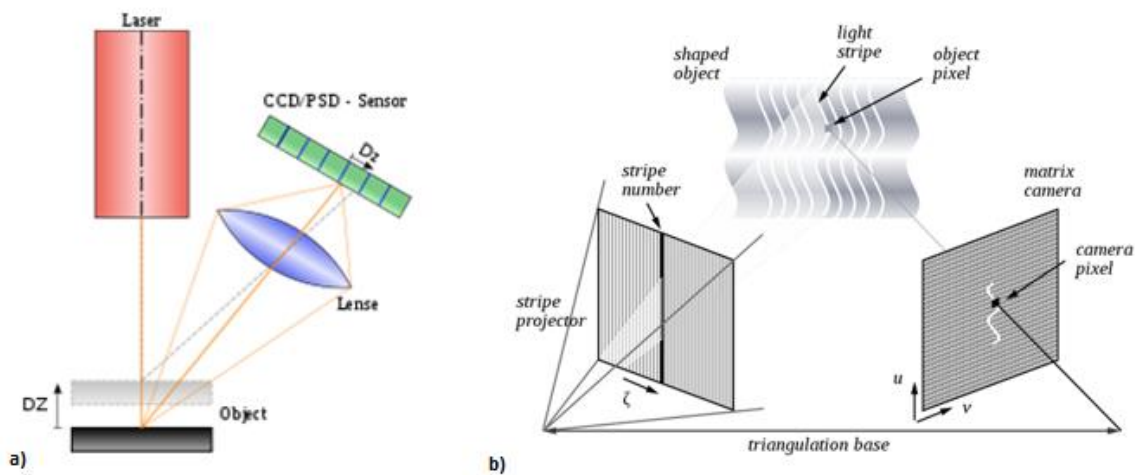 Laser
CCD/PSD - Sensor
Dz
Lense
DZ
Object
a)
shaped
object
light
stripe
object
pixel
stripe
number
matrix
camera
camera
pixel
stripe
projector
ζ
u
v
triangulation base
b)